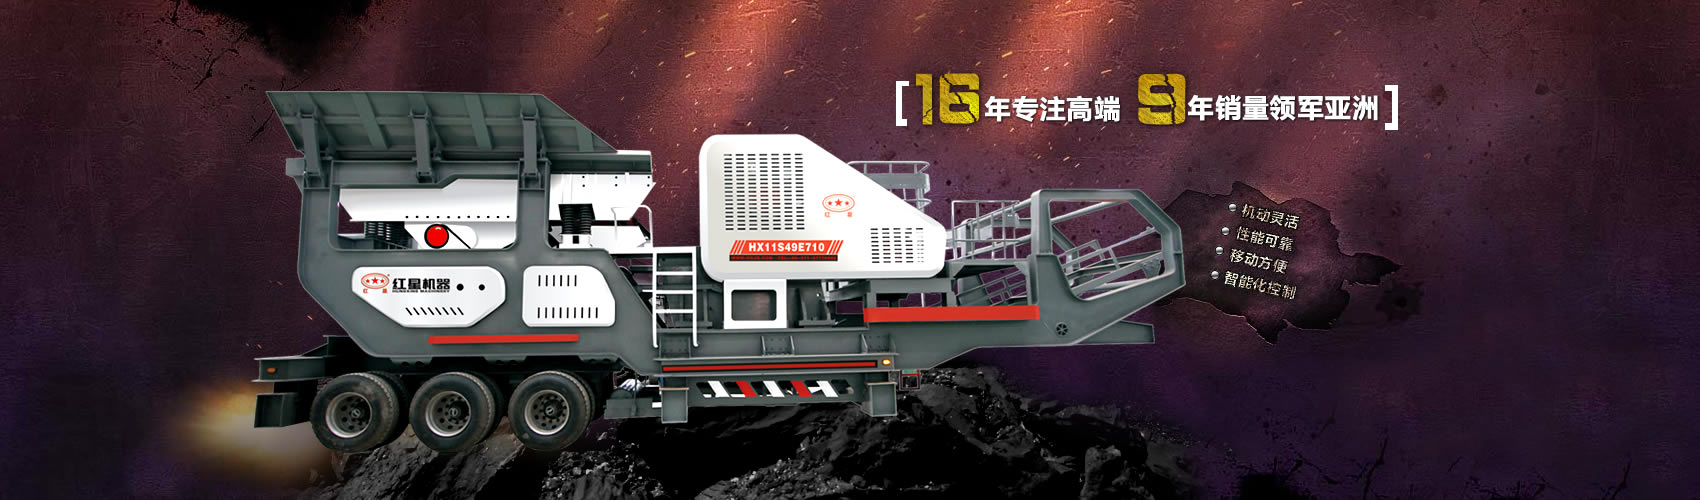 [16年专注高端 9年销量领军亚洲]
机动灵活
性能可靠
移动方便
智能化控制
红星
HX11S49E710
红星
红星机器
HONGXING MACHINERY